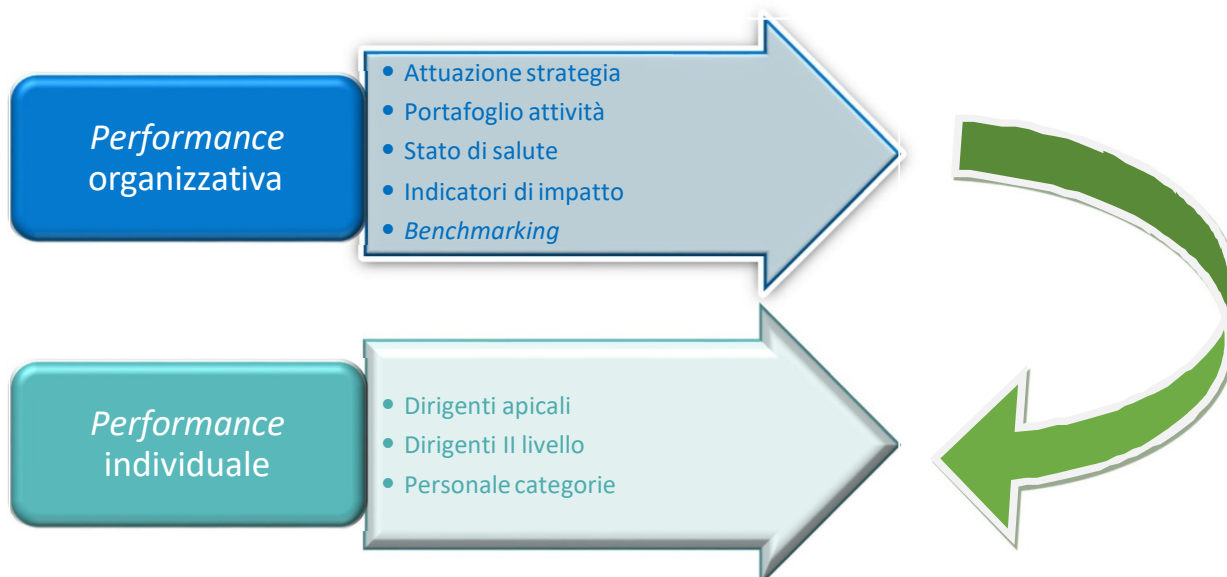 Performance
organizzativa
• Attuazione strategia
• Portafoglio attività
• Stato di salute
• Indicatori di impatto
• Benchmarking
Performance
individuale
• Dirigenti apicali
• Dirigenti II livello
• Personale categorie